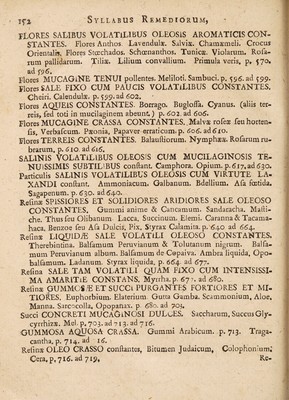 152 SYLLABUS REMEDIORUM,
FLORES SALIBUS VOLATILIBUS OLEOSIS AROMATICIS CON-
STANTES. Flores Anthos Lavendulæ. Salviæ. Chamæmeli. Crocus
Orientalis. Flores Stœchados. Schœnanthos. Tunicæ. Violarum. Rosa-
rum pallidarum. Tiliæ. Lilium convallium. Primula veris, p. 570.
ad 596.
Flores MUCAGINE TENUI pollentes. Meliloti. Sambuci. p. 596. ad 599.
Flores SALE FIXO CUM PAUCIS VOLATILIBUS CONSTANTES.
Cheiri. Calendulæ. p. 599. ad 602.
Flores AQUEIS CONSTANTES. Borrago. Buglossa. Cyanus. (aliis ter-
reis, sed toti in mucaginem abeunt,) p. 602. ad 606.
Flores MUCAGINE CRASSA CONSTANTES. Malvæ roseæ seu horten-
sis, Verbascum. Pæonia, Papaver erraticum. p. 606. ad 610.
Flores TERREIS CONSTANTES. Balaustiorum. Nymphæa. Rosarum ru-
brarum, p. 610 ad 616.
SALINIS VOLATILIBUS OLEOSIS CUM MUCILAGINOSIS TE-
NUISSIMIS SUBTILIBUS constant. Camphora. Opium. p. 617. ad 630.
Particulis SALINIS VOLATILIBUS OLEOSIS CUM VIRTUTE LA-
XANDI constant. Ammoniacum. Galbanum. Bdellium. Asa fœtida.
Sagapenum. p. 630. ad 640.
Resinæ SPISSIORES ET SOLIDIORES ARIDIORES SALE OLEOSO
CONSTANTES, Gummi anime & Cancamum. Sandaracha. Masti-
che. Thus seu Olibanum. Lacca. Succinum. Elemi. Caranna & Tacama-
haca, Benzoe seu Asa Dulcis, Pix, Styrax Calamita. p. 640 ad 664.
Resinæ LIQUIDÆ SALE VOLATILI OLEOSO CONSTANTES.
Therebintina. Balsamum Peruvianum & Tolutanum nigrum. Balsa-
mum Peruvianum album. Balsamum de Copaiva. Ambra liquida, Opo-
balsamum. Ladanum. Styrax liquida. p. 664. ad 677.
Resina SALE TAM VOLATILI QUAM FIXO CUM INTENSISSI-
MA AMARITIE CONSTANS. Myrrha. p. 677. ad 680.
Resinæ GUMMOSÆ ET SUCCI PURGANTES FORTIORES ET MI-
TIORES. Euphorbium. Elaterium. Gutta Gamba. Scammonium, Aloe,
Manna. Sarcocolla, Opopanax. p. 680. ad 703.
Succi CONCRETI MUCAGINOSI DULCES. Saccharum, Succus Gly-
cyrrhizæ. Mel. p. 703. ad 713. ad 716.
GUMMOSA AQUOSA CRASSA. Gummi Arabicum. p. 713. Traga-
cantha, p. 714. ad 716.
Resinæ OLEO CRASSO constantes, Bitumen Judaicum, Colophonium,
Cera, p. 716. ad 719,
Re-